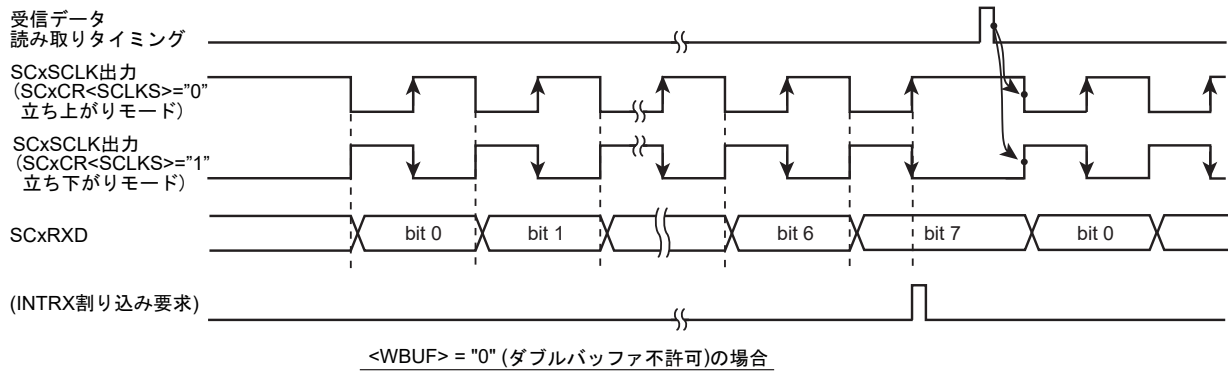 受信データ
読み取りタイミング
SCxSCLK出力
（SCxCR<SCLKS>=”0”
立ち上がりモード）
SCxSCLK出力
（SCxCR<SCLKS>=”1”
立ち下がりモード）
SCxRXD
bit 0
bit 1
bit 6
bit 7
bit 0
(INTRX割り込み要求)
<WBUF> = "0" (ダブルバッファ不許可)の場合